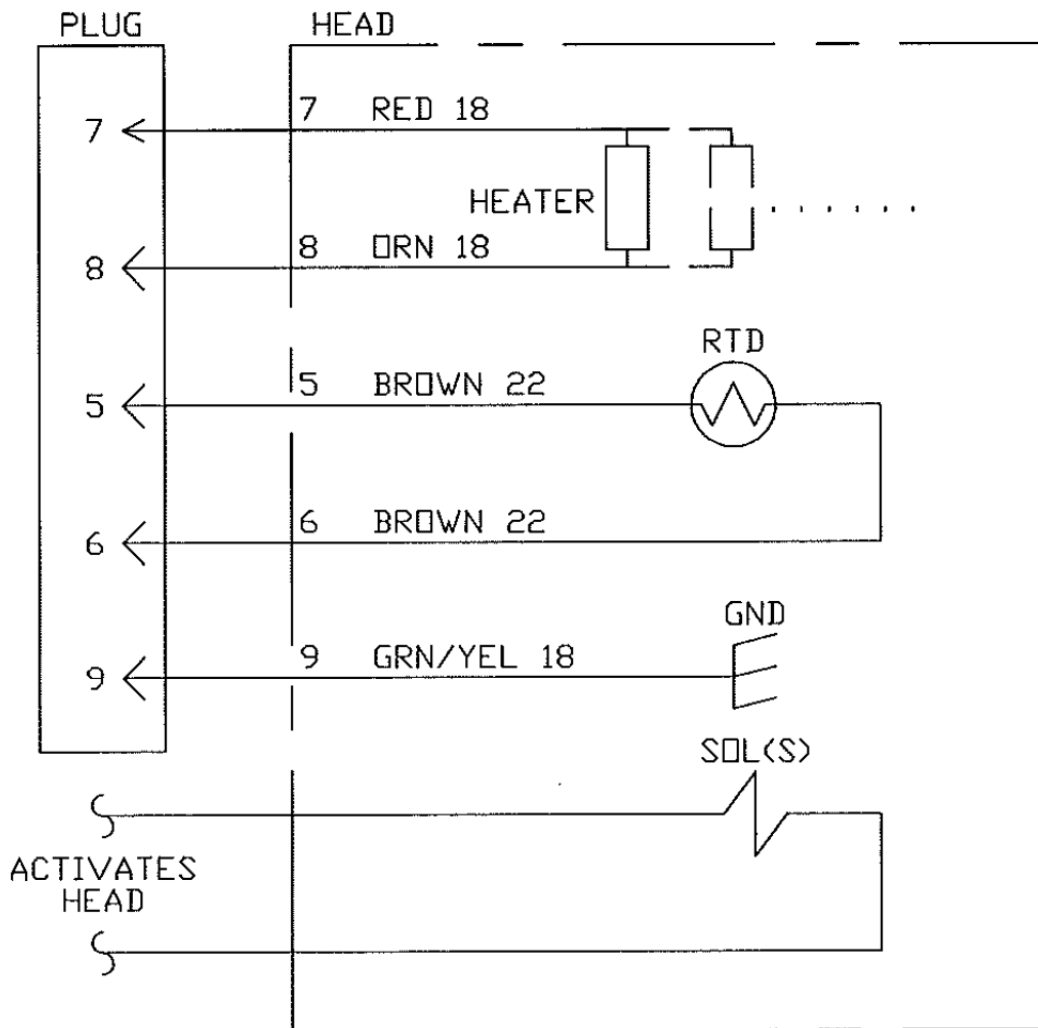 PLUG HEAD
7 7 RED 18
HEATER
8 8 ORN 18
RTD
5 5 BROWN 22
6 6 BROWN 22
GND
9 9 GRN/YEL 18
SOL(S)
ACTIVATES
HEAD